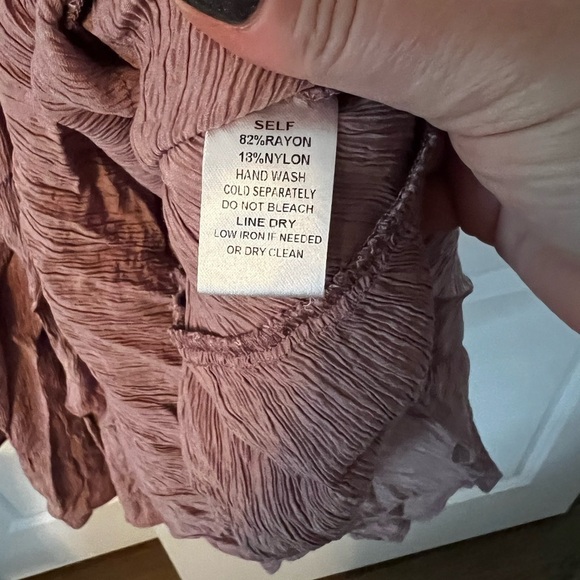 SELF
82%RAYON
18%NYLON
HAND WASH
COLD SEPARATELY
DO NOT BLEACH
LINE DRY
LOW IRON IF NEEDED
OR DRY CLEAN